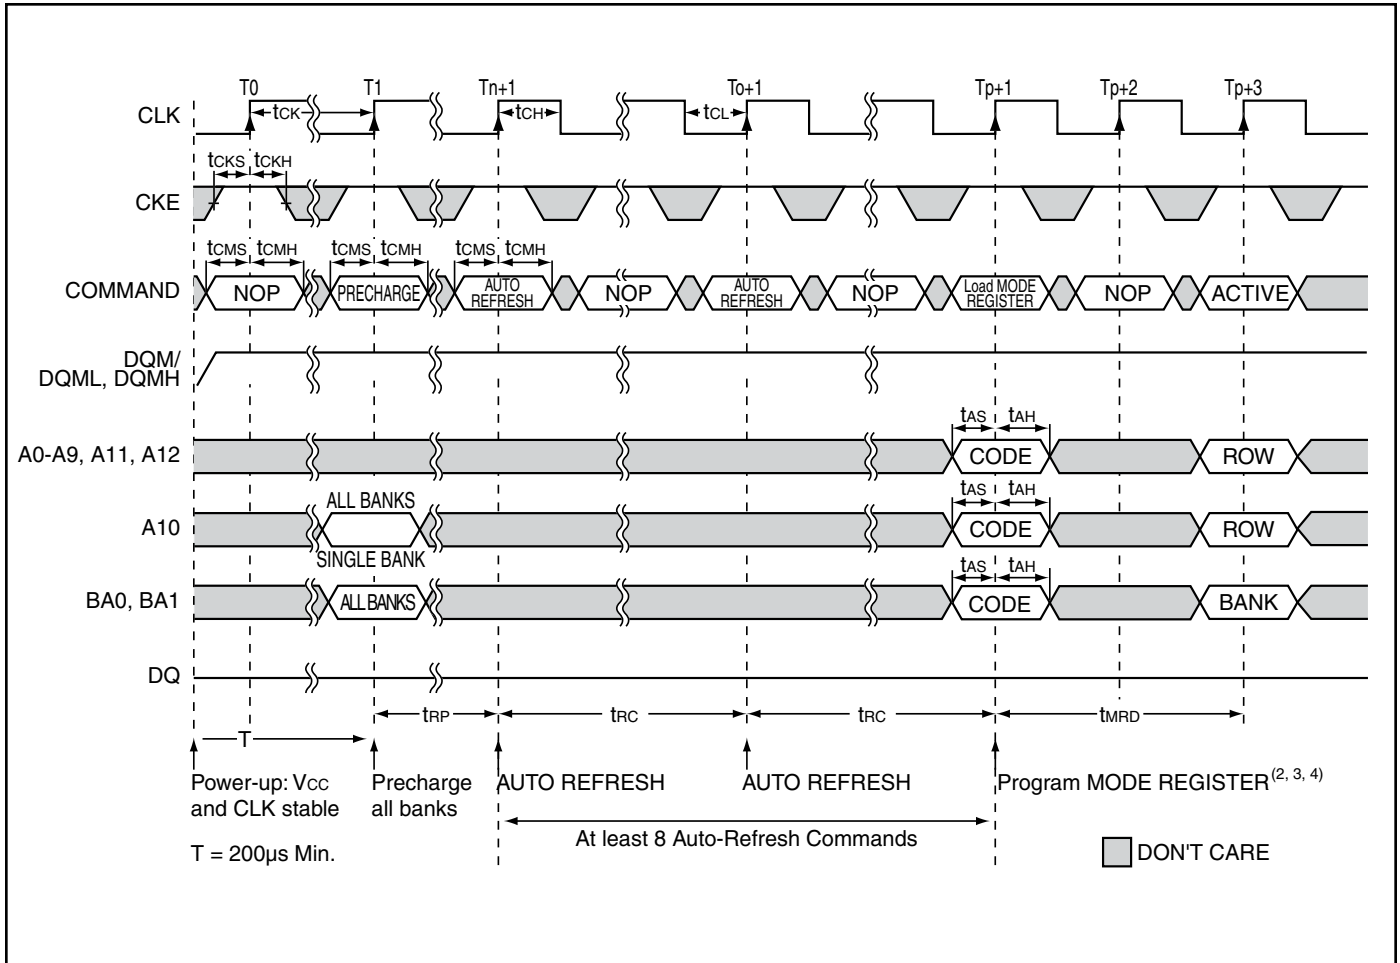 T0 T1 Tn+1 To+1 Tp+1 Tp+2 Tp+3
CLK tCK tCH tCL
tCKS tCKH
CKE
tCMS tCMH tCMS tCMH tCMS tCMH
COMMAND NOP PRECHARGE AUTO REFRESH NOP AUTO REFRESH NOP Load MODE REGISTER NOP ACTIVE
DQM/
DQML, DQMH
tAS tAH
A0-A9, A11, A12 CODE ROW
ALL BANKS tAS tAH
A10 CODE ROW
SINGLE BANK tAS tAH
BA0, BA1 ALL BANKS CODE BANK
DQ
tRP tRC tRC tMRD
T
Power-up: VCC Precharge AUTO REFRESH AUTO REFRESH Program MODE REGISTER(2, 3, 4)
and CLK stable all banks
At least 8 Auto-Refresh Commands
T = 200µs Min. DON'T CARE